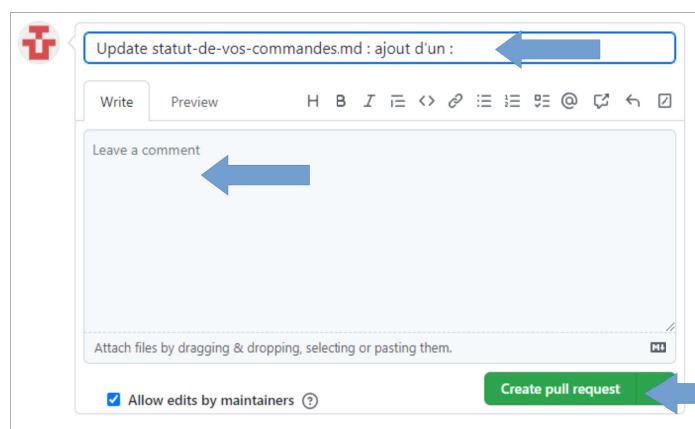 Update statut-de-vos-commandes.md : ajout d'un :
Write Preview H B I @
Leave a comment
Attach files by dragging & dropping, selecting or pasting them.
Create pull request
Allow edits by maintainers ?